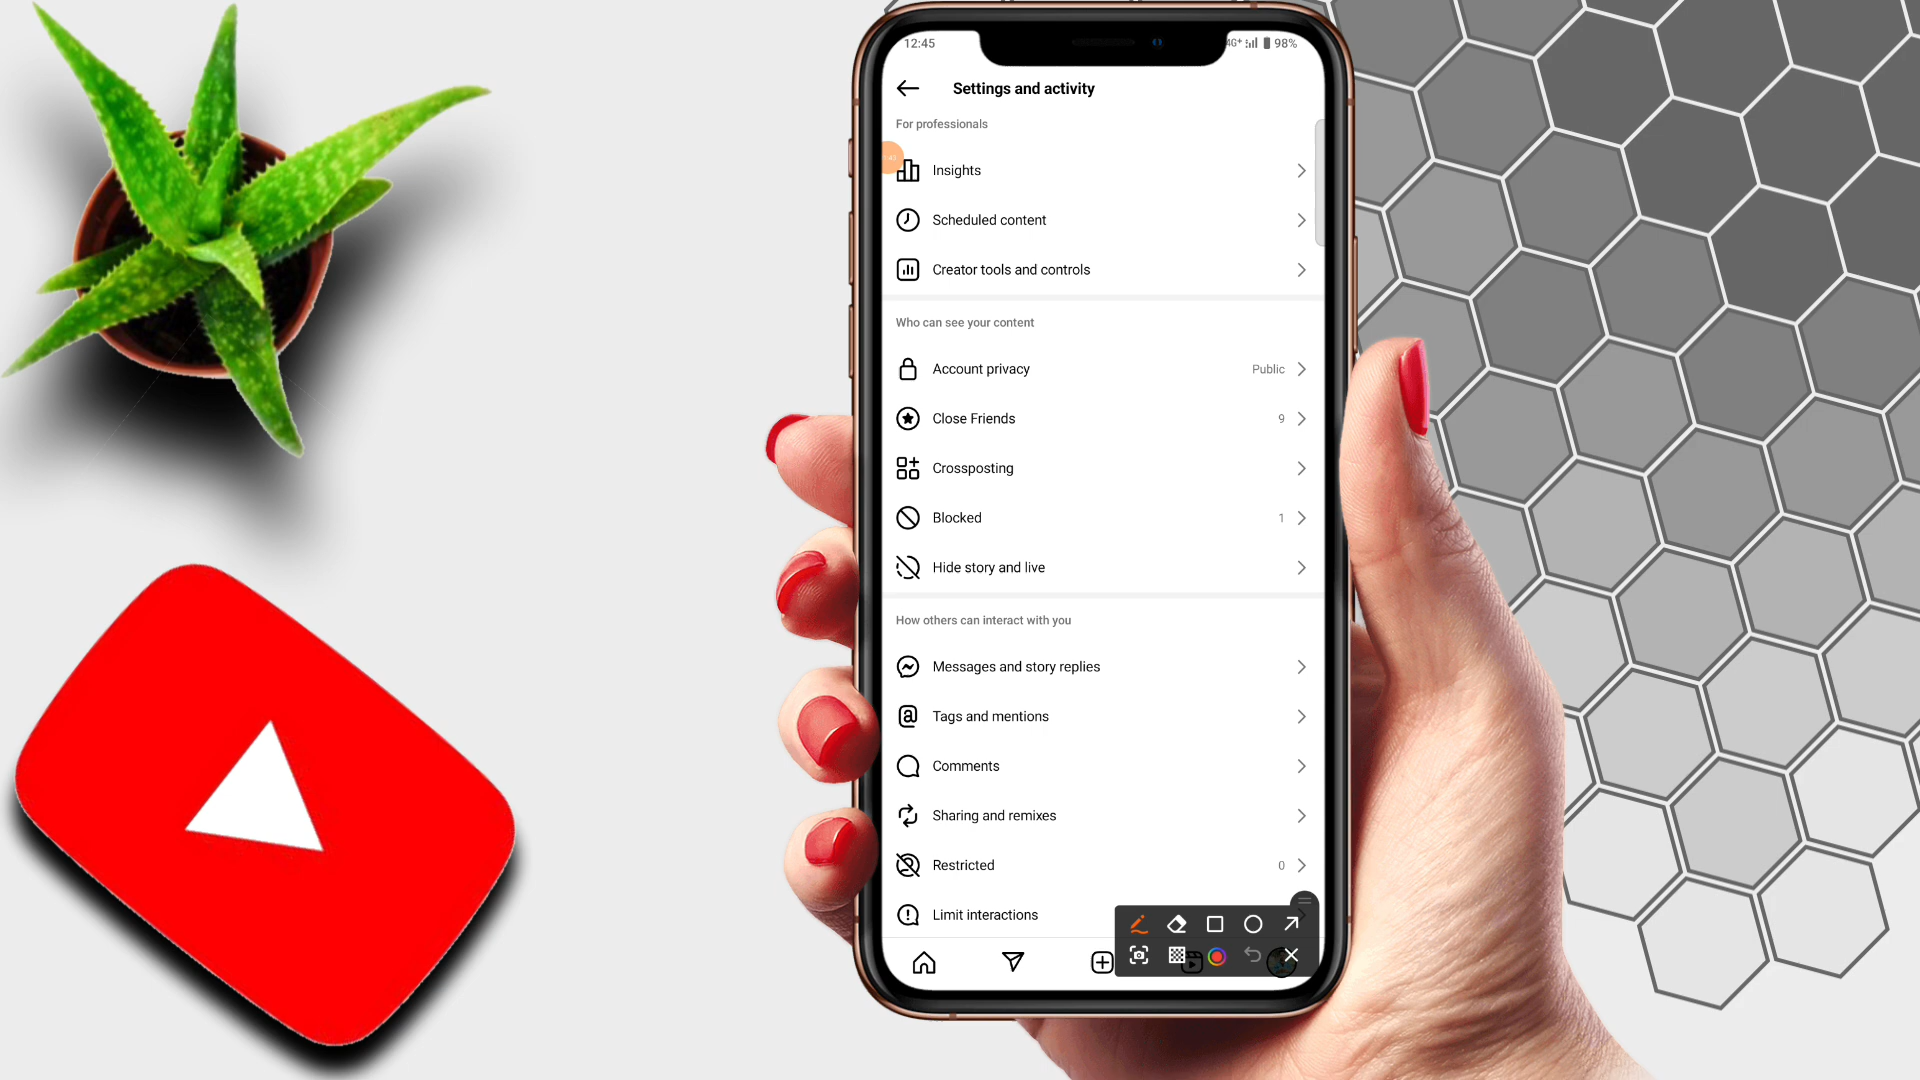 12:45
4G+ 98%
Settings and activity
For professionals
Insights
Scheduled content
Creator tools and controls
Who can see your content
Account privacy Public
Close Friends 9
Crossposting
Blocked 1
Hide story and live
How others can interact with you
Messages and story replies
Tags and mentions
Comments
Sharing and remixes
Restricted 0
Limit interactions